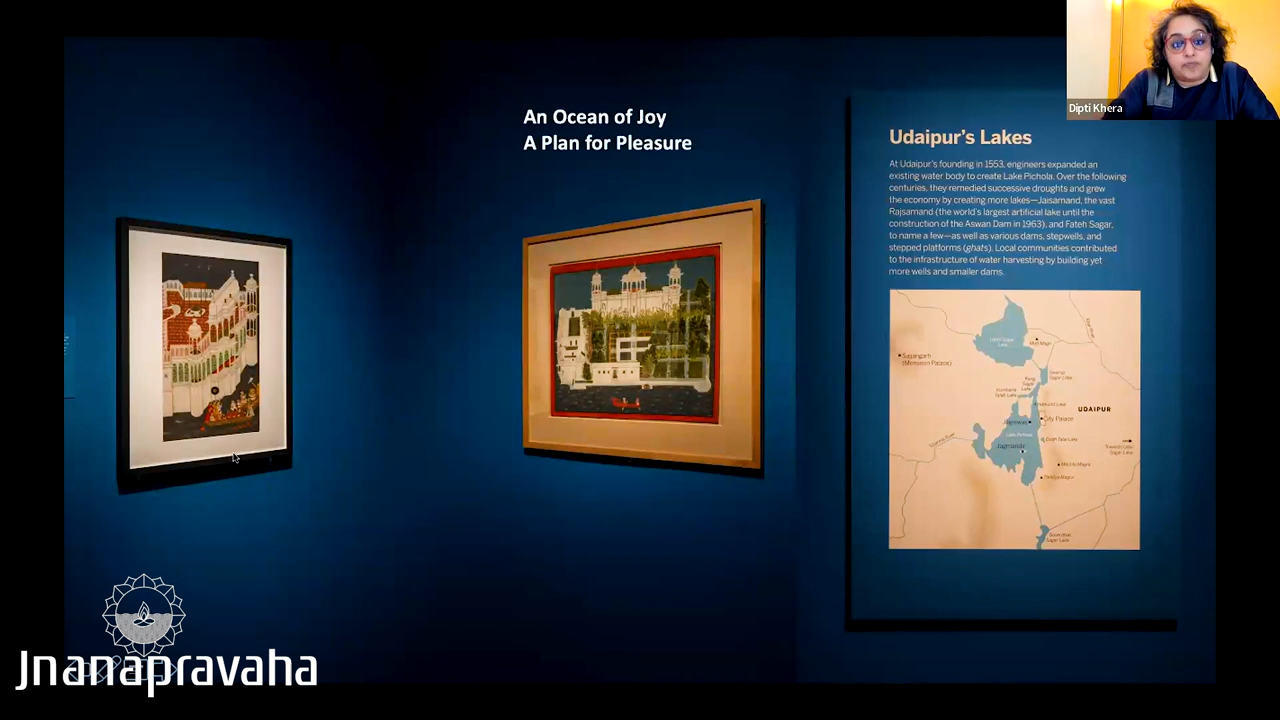 An Ocean of Joy
A Plan for Pleasure
Dipti Khera
Udaipur's Lakes
At Udaipur's founding in 1553, engineers expanded an
existing water body to create Lake Pichola. Over the following
centuries, they remedied successive droughts and grew
the economy by creating more lakes—Jaisamand, the vast
Rajsamand (the world's largest artificial lake until the
construction of the Aswan Dam in 1963), and Fateh Sagar,
to name a few—as well as various dams, stepwells, and
stepped platforms (ghats). Local communities contributed
to the infrastructure of water harvesting by building yet
more wells and smaller dams.
Sajjangarh
(Monsoon Palace)
UDAIPUR
City Palace
Jagmandir
Jnanapravaha